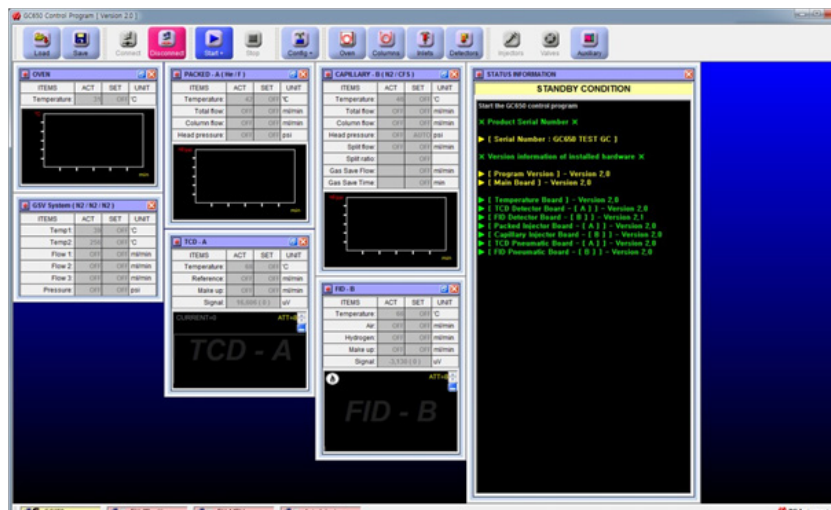 GC650 Control Program [ Version 2.0 ]
Load Save Connect Disconnect Start Stop Config Oven Columns Inlets Detectors Injectors Valves Auxiliary
OVEN
ITEMS ACT SET UNIT
Temperature OFF ℃
min
GSV System ( N2 / N2 / N2 )
ITEMS ACT SET UNIT
Temp1 OFF ℃
Temp2 250 OFF ℃
Flow 1 OFF OFF ml/min
Flow 2 OFF OFF ml/min
Flow 3 OFF OFF ml/min
Pressure OFF OFF psi
PACKED - A ( He / F )
ITEMS ACT SET UNIT
Temperature OFF ℃
Total flow OFF OFF ml/min
Column flow OFF OFF ml/min
Head pressure OFF OFF psi
min
TCD - A
ITEMS ACT SET UNIT
Temperature OFF ℃
Reference OFF OFF ml/min
Make up OFF OFF ml/min
Signal uV
CURRENT=0 ATT=0
TCD - A
CAPILLARY - B ( N2 / CFS )
ITEMS ACT SET UNIT
Temperature OFF ℃
Total flow OFF OFF ml/min
Column flow OFF OFF ml/min
Head pressure OFF AUTO psi
Split flow OFF OFF ml/min
Split ratio OFF
Gas Save Flow OFF ml/min
Gas Save Time OFF min
min
FID - B
ITEMS ACT SET UNIT
Temperature OFF ℃
Air OFF OFF ml/min
Hydrogen OFF OFF ml/min
Make up OFF OFF ml/min
Signal uV
ATT=0
FID - B
STATUS INFORMATION
STANDBY CONDITION
Start the GC650 control program
※ Product Serial Number ※
▶ [ Serial Number : GC650 TEST GC ]
※ Version information of installed hardware ※
▶ [ Program Version ] - Version 2,0
▶ [ Main Board ] - Version 2,0
▶ [ Temperature Board ] - Version 2,0
▶ [ TCD Detector Board - [ A ] ] - Version 2,0
▶ [ FID Detector Board - [ B ] ] - Version 2,1
▶ [ Packed Injector Board - [ A ] ] - Version 2,0
▶ [ Capillary Injector Board - [ B ] ] - Version 2,0
▶ [ TCD Pneumatic Board - [ A ] ] - Version 2,0
▶ [ FID Pneumatic Board - [ B ] ] - Version 2,0